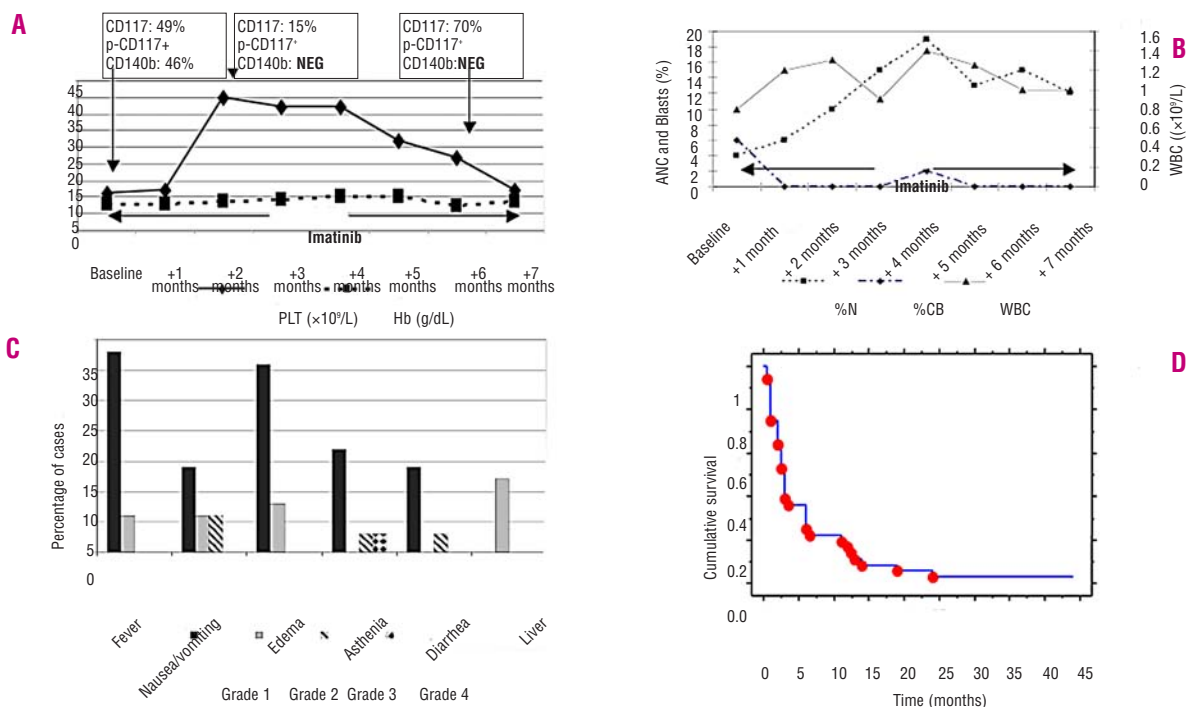 A
CD117: 49%
p-CD117+
CD140b: 46%
CD117: 15%
p-CD117+
CD140b: NEG
CD117: 70%
p-CD117+
CD140b:NEG
45
40
35
30
25
20
15
10
5
0
Imatinib
Baseline
+1 months
+2 months
+3 months
+4 months
+5 months
+6 months
+7 months
PLT (×10⁹/L) Hb (g/dL)
B
ANC and Blasts (%)
20
18
16
14
12
10
8
6
4
2
0
1.6
1.4
1.2
1
0.8
0.6
0.4
0.2
0
WBC ((×10⁹/L)
Imatinib
Baseline
+1 month
+ 2 months
+ 3 months
+ 4 months
+ 5 months
+ 6 months
+ 7 months
%N %CB WBC
C
Percentage of cases
35
30
25
20
15
10
5
0
Fever
Nausea/vomiting
Edema
Asthenia
Diarrhea
Liver
Grade 1 Grade 2 Grade 3 Grade 4
D
Cumulative survival
1
0.8
0.6
0.4
0.2
0.0
0 5 10 15 20 25 30 35 40 45
Time (months)